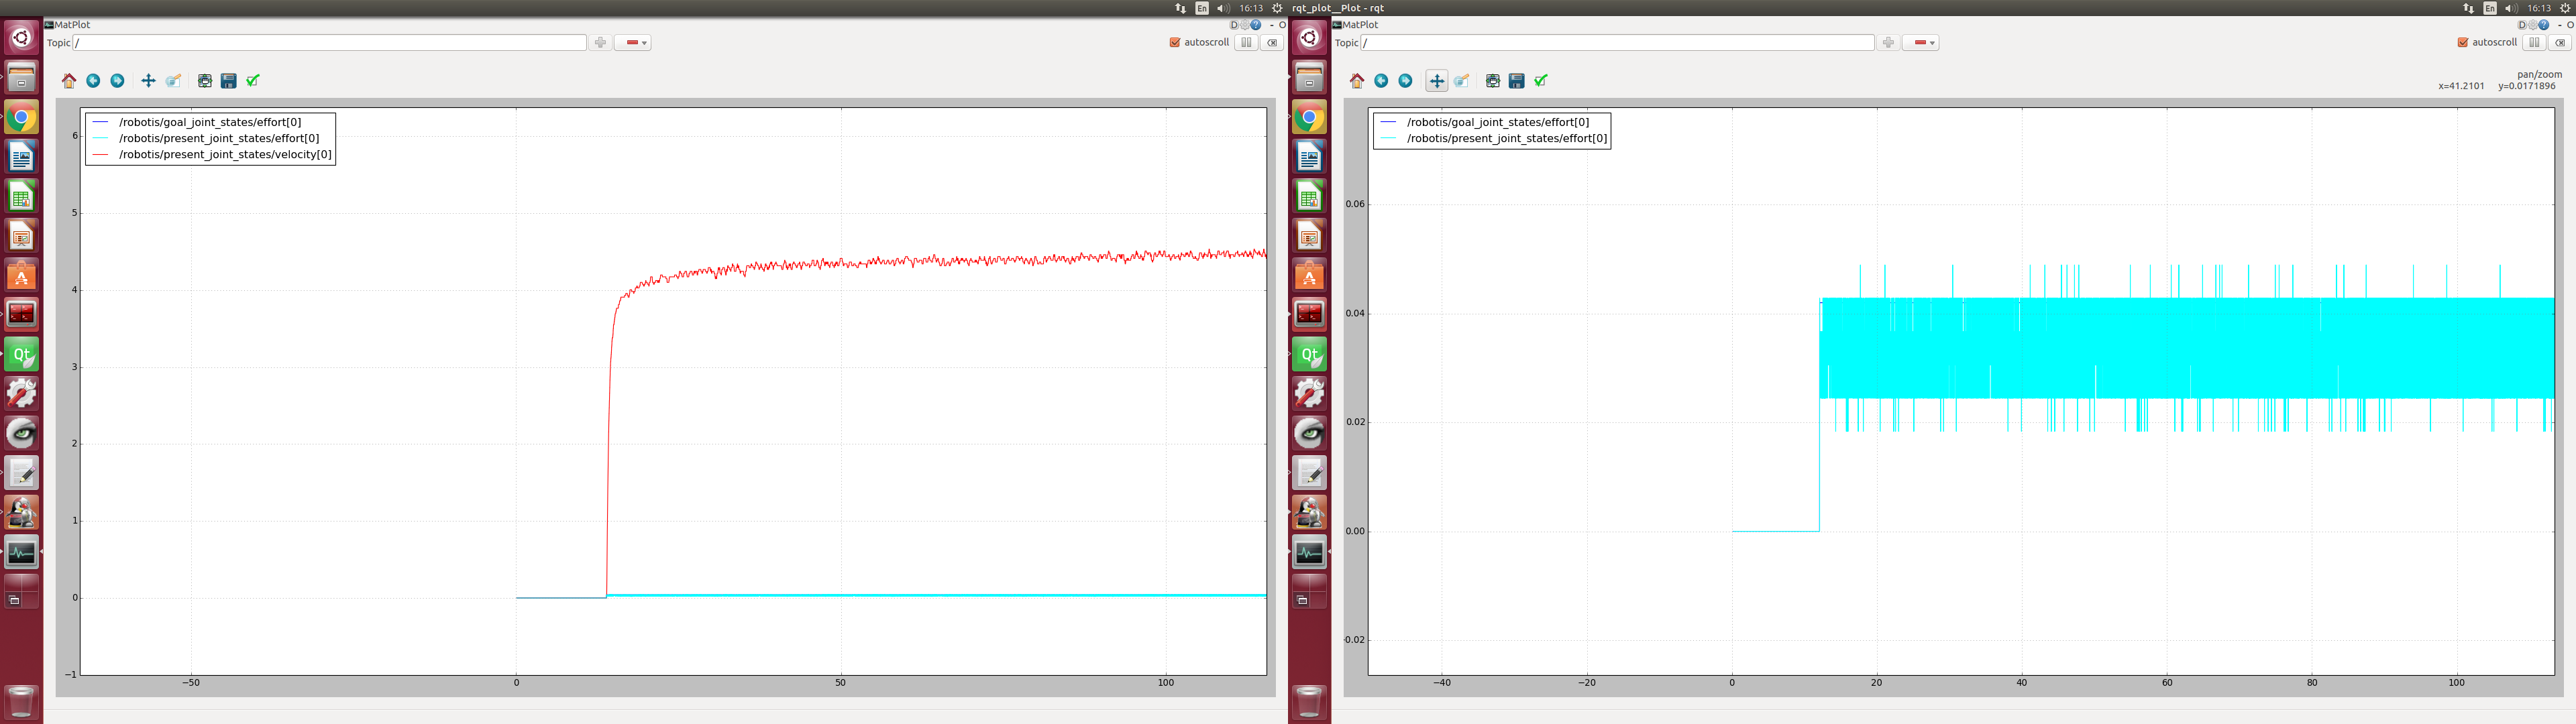 En 16:13
MatPlot
Topic /
autoscroll
/robotis/goal_joint_states/effort[0]
/robotis/present_joint_states/effort[0]
/robotis/present_joint_states/velocity[0]
6
5
4
3
2
1
0
−1
−50 0 50 100
rqt_plot__Plot - rqt
En 16:13
MatPlot
Topic /
autoscroll
pan/zoom
x=41.2101 y=0.0171896
/robotis/goal_joint_states/effort[0]
/robotis/present_joint_states/effort[0]
0.06
0.04
0.02
0.00
0.02
−40 −20 0 20 40 60 80 100